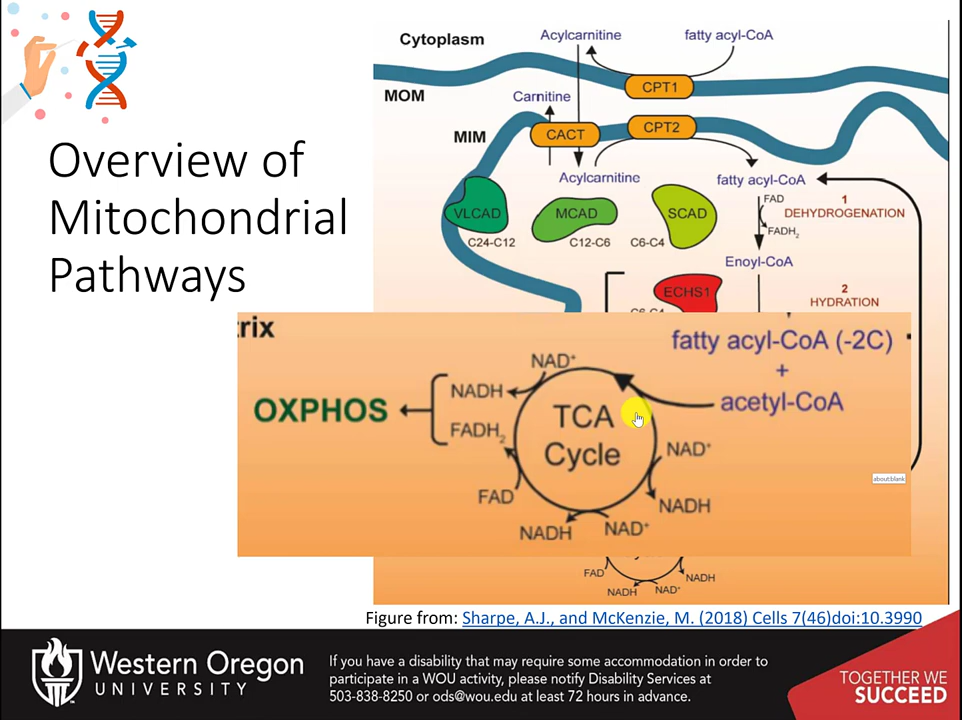 Overview of
Mitochondrial
Pathways
Cytoplasm
Acylcarnitine
fatty acyl-CoA
CPT1
MOM
Carnitine
CPT2
MIM
CACT
Acylcarnitine
fatty acyl-CoA
VLCAD
MCAD
SCAD
C24-C12
C12-C6
C6-C4
FAD
FADH₂
1
DEHYDROGENATION
Enoyl-CoA
ECHS1
2
HYDRATION
trix
fatty acyl-CoA (-2C)
+
acetyl-CoA
OXPHOS
NADH
FADH₂
NAD⁺
TCA
Cycle
NAD⁺
NADH
FAD
NADH
NAD⁺
about:blank
FAD
NADH
NADH
NAD⁺
Figure from: Sharpe, A.J., and McKenzie, M. (2018) Cells 7(46)doi:10.3990
Western Oregon
UNIVERSITY
If you have a disability that may require some accommodation in order to
participate in a WOU activity, please notify Disability Services at
503-838-8250 or ods@wou.edu at least 72 hours in advance.
TOGETHER WE
SUCCEED